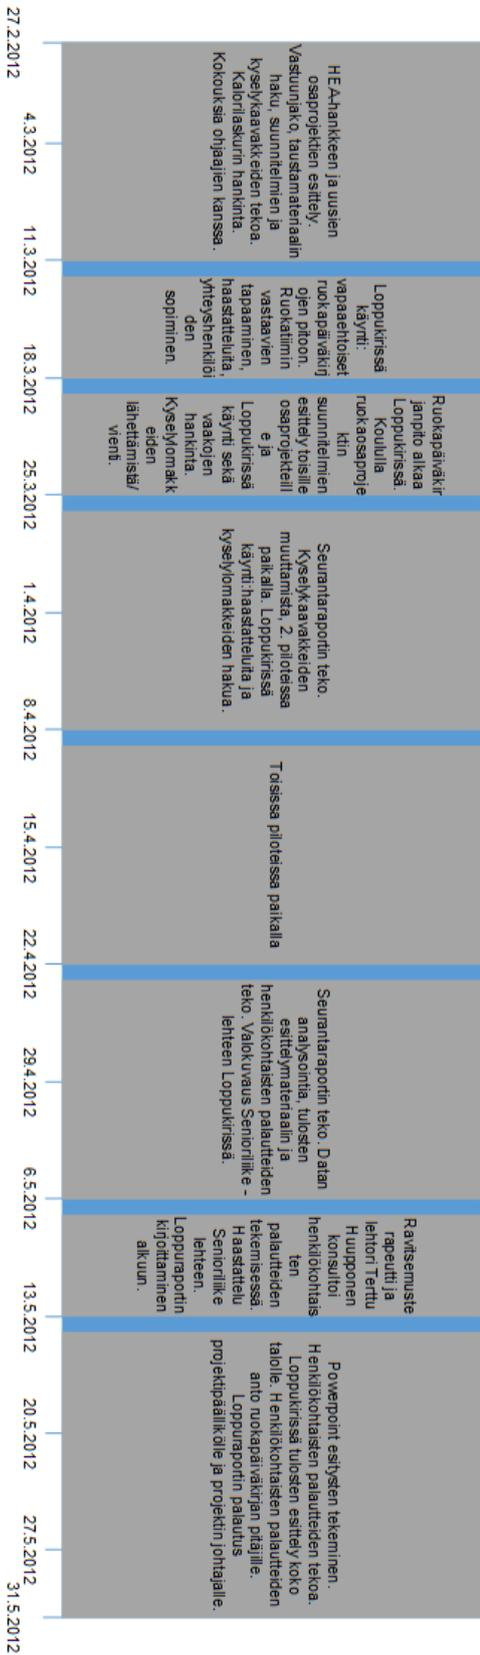 HEA-hankkeen ja uusien
osaprojektien esittely.
Vastuunjako, taustamateriaalin
haku, suunnitelmien ja
kyselykaavakkeiden tekoa.
Kalorilaskurin hankinta.
Kokouksia ohjaajien kanssa.
Loppukirissä
käynti:
vapaaehtoiset
ruokapäiväkirj
ojen pitoon.
Ruokatiimin
vastaavien
tapaaminen,
haastatteluita,
yhteyshenkilöi
den
sopiminen.
Ruokapäiväkir
janpito alkaa
Loppukirissä.
Koululla
ruokaosaproje
ktin
suunnitelmien
esittely toisille
osaprojekteill
e ja
Loppukirissä
käynti sekä
vaakojen
hankinta.
Kyselylomakk
eiden
lähettämistä/
vienti.
Seurantaraportin teko.
Kyselykaavakkeiden
muuttamista, 2. piloteissa
paikalla. Loppukirissä
käynti:haastatteluita ja
kyselylomakkeiden hakua.
Toisissa piloteissa paikalla
Seurantaraportin teko. Datan
analysointia, tulosten
esittelymateriaalin ja
henkilökohtaisten palautteiden
teko. Valokuvaus Senioriliike -
lehteen Loppukirissä.
Ravitsemuste
rapeutti ja
lehtori Terttu
Huupponen
konsultoi
henkilökohtais
ten
palautteiden
tekemisessä.
Haastattelu
Senioriliike
lehteen.
Loppuraportin
kirjoittaminen
alkuun.
Powerpoint esitysten tekeminen.
Henkilökohtaisten palautteiden tekoa.
Loppukirissä tulosten esittely koko
talolle. Henkilökohtaisten palautteiden
anto ruokapäiväkirjan pitäjille.
Loppuraportin palautus
projektipäällikölle ja projektin johtajalle.
27.2.2012
4.3.2012
11.3.2012
18.3.2012
25.3.2012
1.4.2012
8.4.2012
15.4.2012
22.4.2012
29.4.2012
6.5.2012
13.5.2012
20.5.2012
27.5.2012
31.5.2012